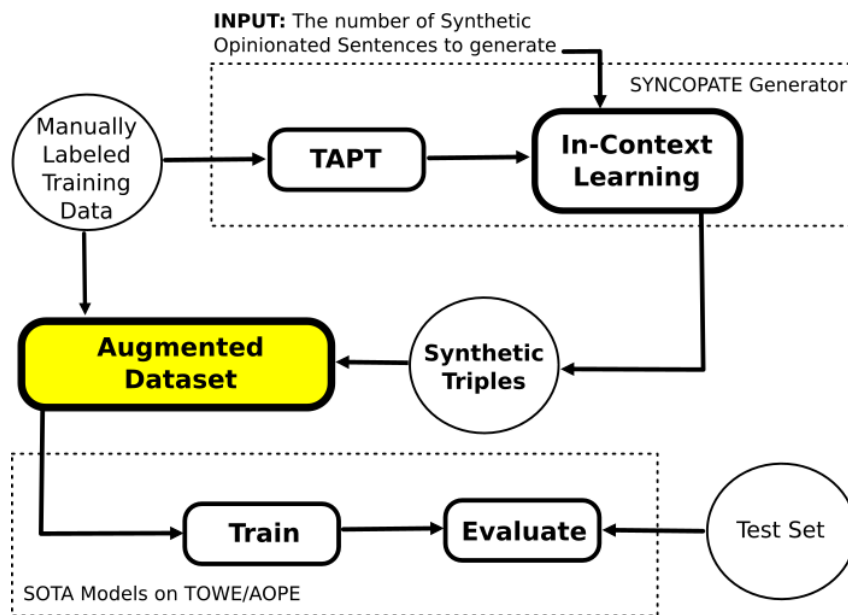 INPUT: The number of Synthetic
Opinionated Sentences to generate
SYNCOPATE Generator
Manually
Labeled
Training
Data
TAPT
In-Context
Learning
Augmented
Dataset
Synthetic
Triples
Train
Evaluate
Test Set
SOTA Models on TOWE/AOPE